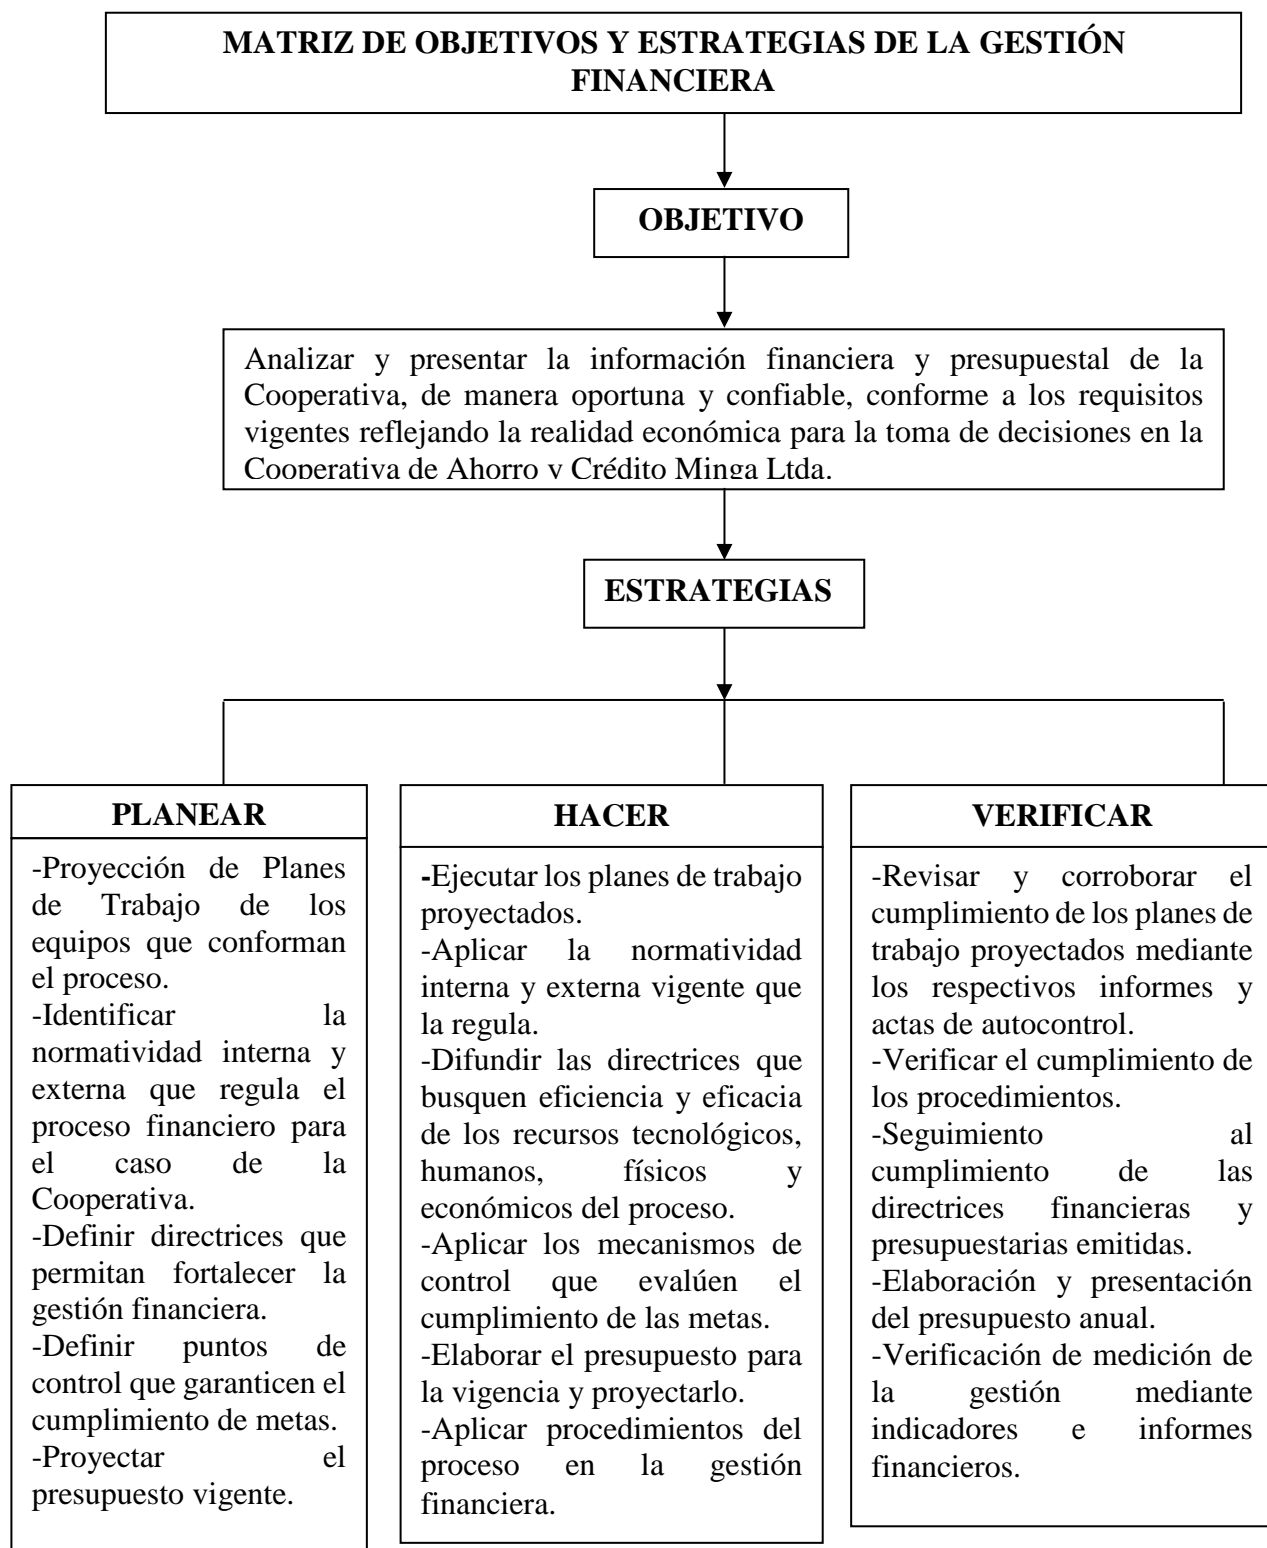 MATRIZ DE OBJETIVOS Y ESTRATEGIAS DE LA GESTIÓN
FINANCIERA
OBJETIVO
Analizar y presentar la información financiera y presupuestal de la
Cooperativa, de manera oportuna y confiable, conforme a los requisitos
vigentes reflejando la realidad económica para la toma de decisiones en la
Cooperativa de Ahorro y Crédito Minga Ltda.
ESTRATEGIAS
PLANEAR
-Proyección de Planes
de Trabajo de los
equipos que conforman
el proceso.
-Identificar la
normatividad interna y
externa que regula el
proceso financiero para
el caso de la
Cooperativa.
-Definir directrices que
permitan fortalecer la
gestión financiera.
-Definir puntos de
control que garanticen el
cumplimiento de metas.
-Proyectar el
presupuesto vigente.
HACER
-Ejecutar los planes de trabajo
proyectados.
-Aplicar la normatividad
interna y externa vigente que
la regula.
-Difundir las directrices que
busquen eficiencia y eficacia
de los recursos tecnológicos,
humanos, físicos y
económicos del proceso.
-Aplicar los mecanismos de
control que evalúen el
cumplimiento de las metas.
-Elaborar el presupuesto para
la vigencia y proyectarlo.
-Aplicar procedimientos del
proceso en la gestión
financiera.
VERIFICAR
-Revisar y corroborar el
cumplimiento de los planes de
trabajo proyectados mediante
los respectivos informes y
actas de autocontrol.
-Verificar el cumplimiento de
los procedimientos.
-Seguimiento al
cumplimiento de las
directrices financieras y
presupuestarias emitidas.
-Elaboración y presentación
del presupuesto anual.
-Verificación de medición de
la gestión mediante
indicadores e informes
financieros.